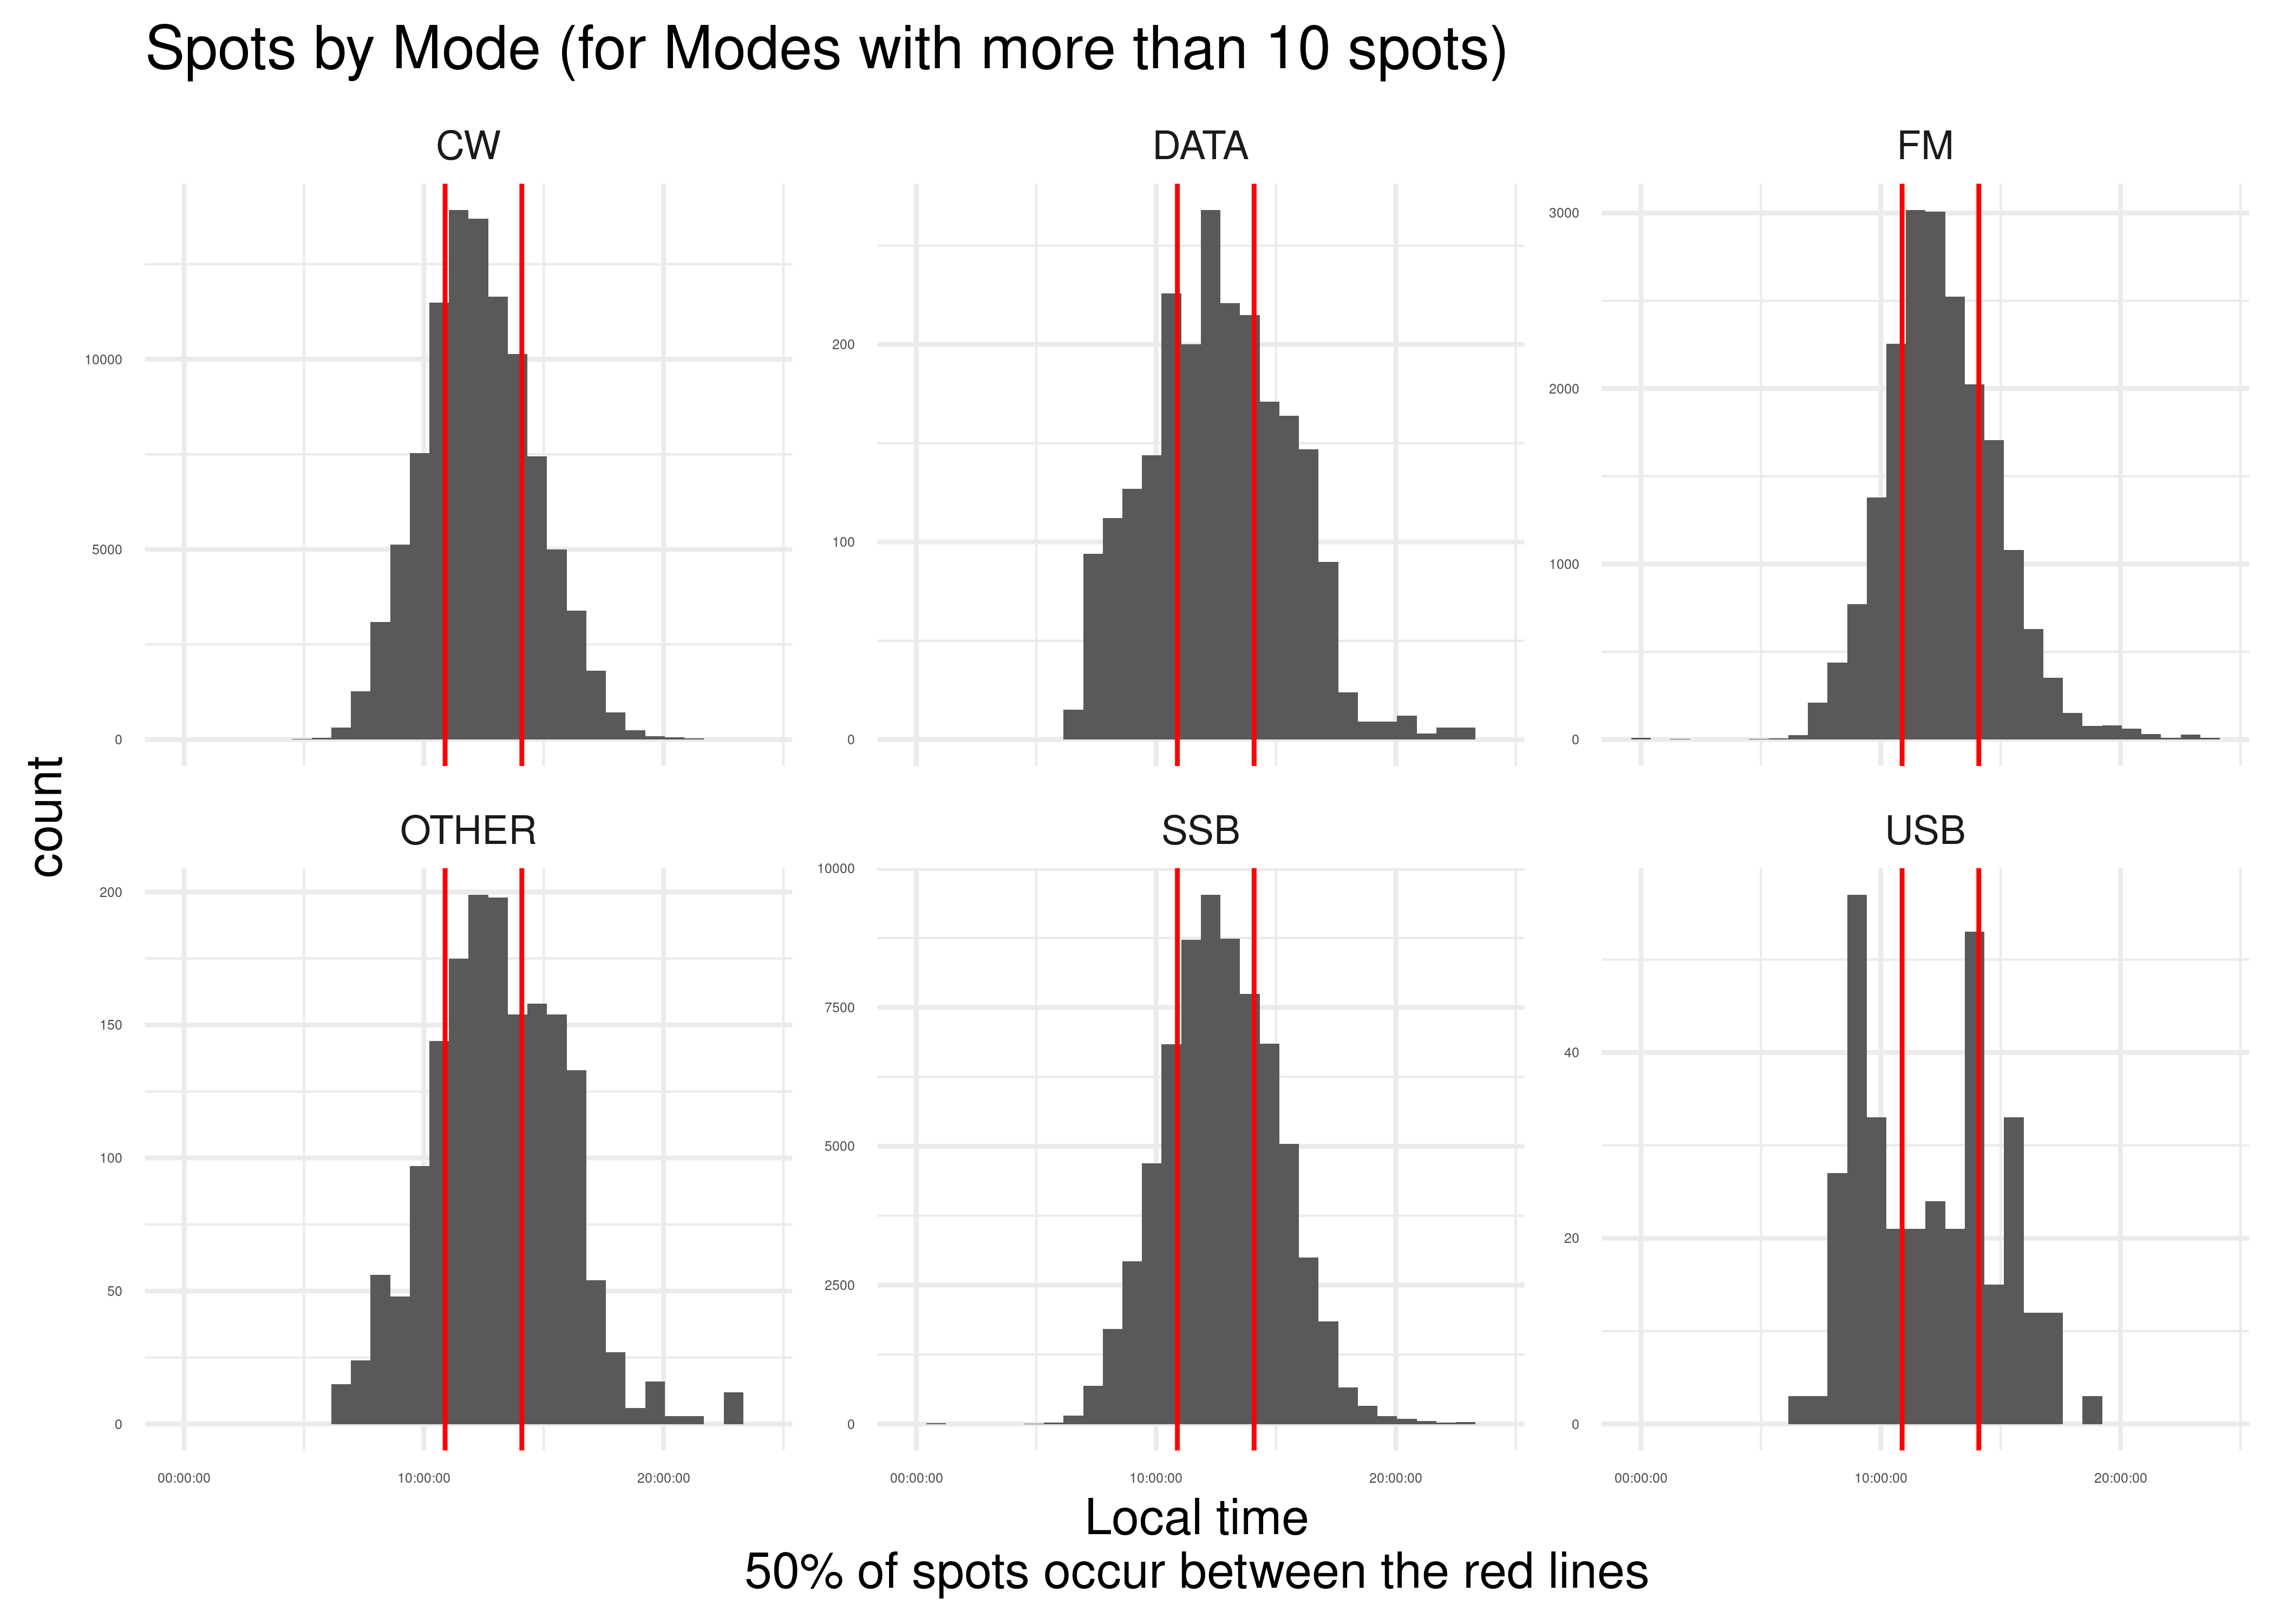 Spots by Mode (for Modes with more than 10 spots)
CW
DATA
FM
10000
5000
0
200
100
0
3000
2000
1000
0
count
OTHER
SSB
USB
200
150
100
50
0
10000
7500
5000
2500
0
40
20
0
00:00:00 10:00:00 20:00:00
00:00:00 10:00:00 20:00:00
00:00:00 10:00:00 20:00:00
Local time
50% of spots occur between the red lines